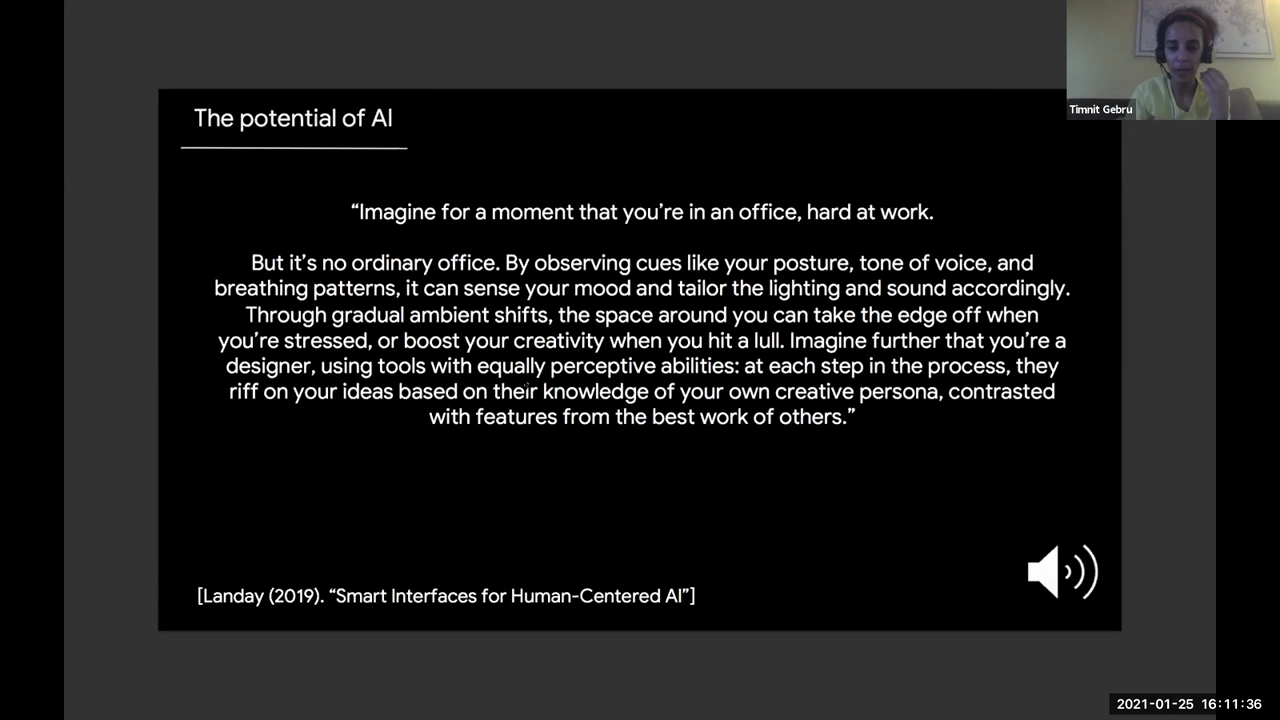 Timnit Gebru
The potential of AI
“Imagine for a moment that you’re in an office, hard at work.
But it’s no ordinary office. By observing cues like your posture, tone of voice, and
breathing patterns, it can sense your mood and tailor the lighting and sound accordingly.
Through gradual ambient shifts, the space around you can take the edge off when
you’re stressed, or boost your creativity when you hit a lull. Imagine further that you’re a
designer, using tools with equally perceptive abilities: at each step in the process, they
riff on your ideas based on their knowledge of your own creative persona, contrasted
with features from the best work of others.”
[Landay (2019). “Smart Interfaces for Human-Centered AI”]
2021-01-25 16:11:36